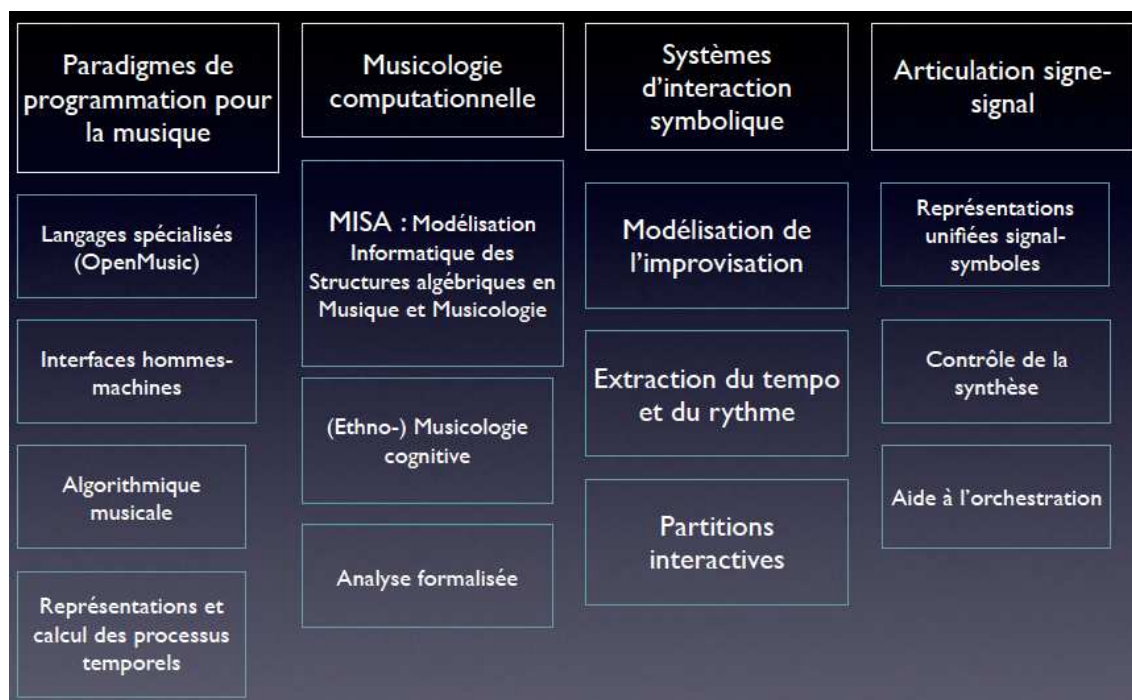 Paradigmes de
programmation pour
la musique
Langages spécialisés
(OpenMusic)
Interfaces hommes-
machines
Algorithmique
musicale
Représentations et
calcul des processus
temporels
Musicologie
computationnelle
MISA : Modélisation
Informatique des
Structures algébriques en
Musique et Musicologie
(Ethno-) Musicologie
cognitive
Analyse formalisée
Systèmes
d'interaction
symbolique
Modélisation de
l'improvisation
Extraction du tempo
et du rythme
Partitions
interactives
Articulation signe-
signal
Représentations
unifiées signal-
symboles
Contrôle de la
synthèse
Aide à l'orchestration